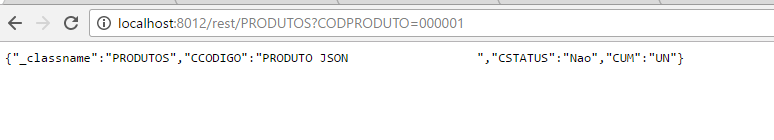 localhost:8012/rest/PRODUTOS?CODPRODUTO=000001
{"_classname":"PRODUTOS","CCODIGO":"PRODUTO JSON                  ","CSTATUS":"Nao","CUM":"UN"}